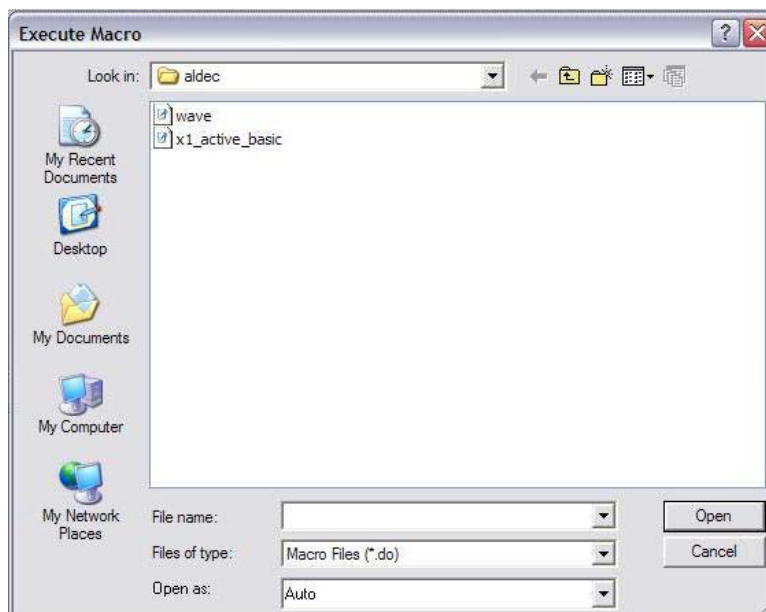 Execute Macro
Look in: aldec
wave
x1_active_basic
My Recent
Documents
Desktop
My Documents
My Computer
My Network
Places
File name:
Open
Files of type: Macro Files (*.do)
Cancel
Open as: Auto